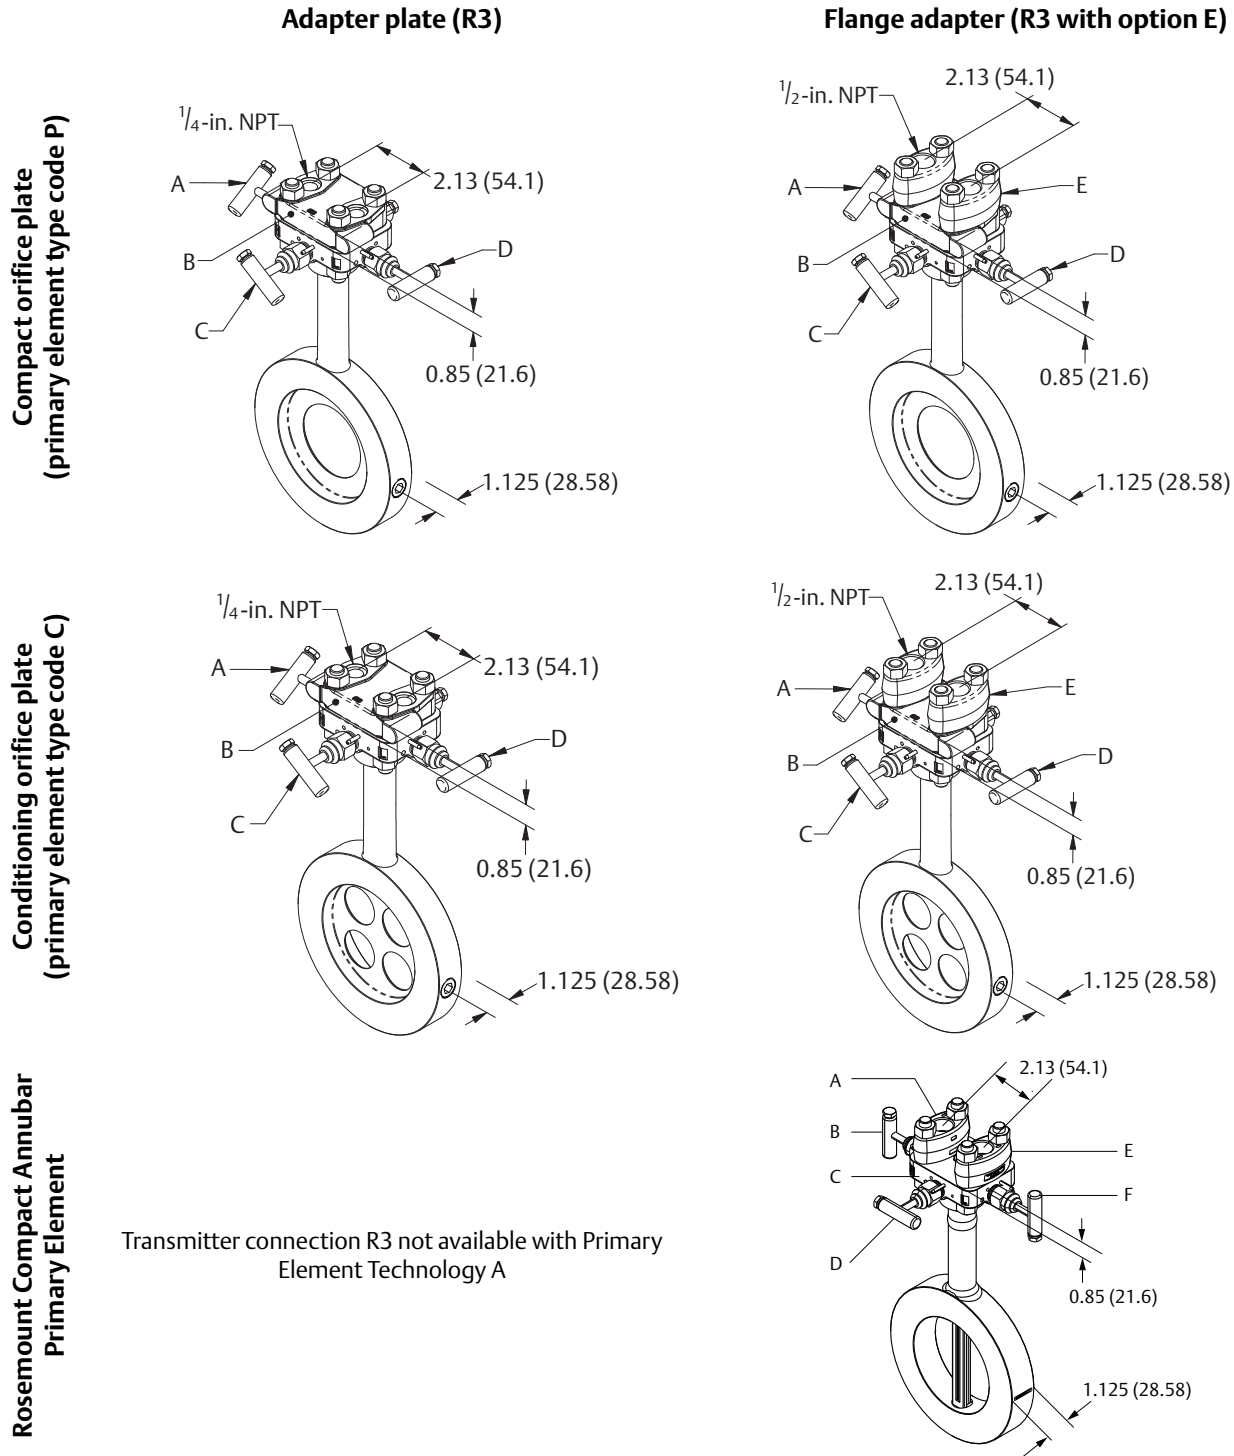 Adapter plate (R3)
Flange adapter (R3 with option E)
Compact orifice plate
(primary element type code P)
1/4-in. NPT
A
2.13 (54.1)
B
D
C
0.85 (21.6)
1.125 (28.58)
1/2-in. NPT
2.13 (54.1)
A
E
B
D
C
0.85 (21.6)
1.125 (28.58)
Conditioning orifice plate
(primary element type code C)
1/4-in. NPT
A
2.13 (54.1)
B
D
C
0.85 (21.6)
1.125 (28.58)
2.13 (54.1)
1/2-in. NPT
A
E
B
D
C
0.85 (21.6)
1.125 (28.58)
Rosemount Compact Annubar
Primary Element
Transmitter connection R3 not available with Primary
Element Technology A
2.13 (54.1)
A
B
E
C
F
D
0.85 (21.6)
1.125 (28.58)